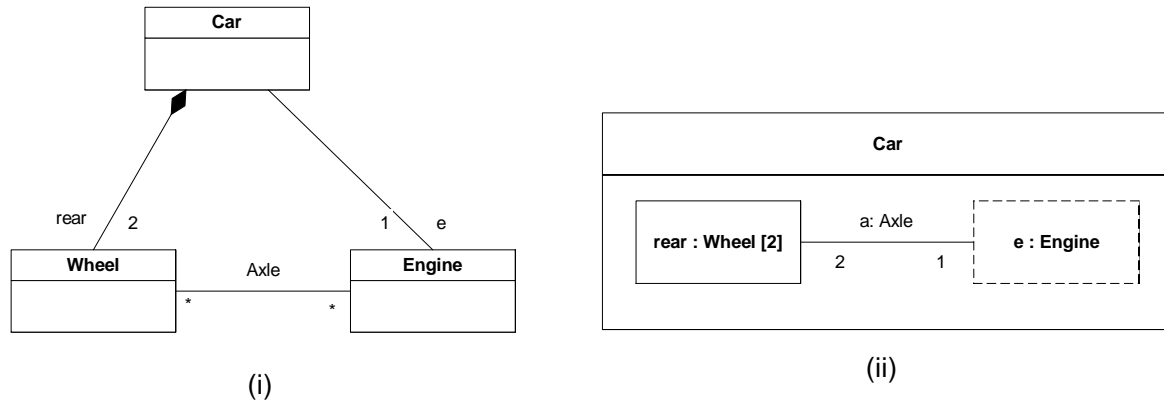 Car
rear
2
1
e
Wheel
Axle
Engine
*
*
(i)
Car
rear : Wheel [2]
a: Axle
2
1
e : Engine
(ii)